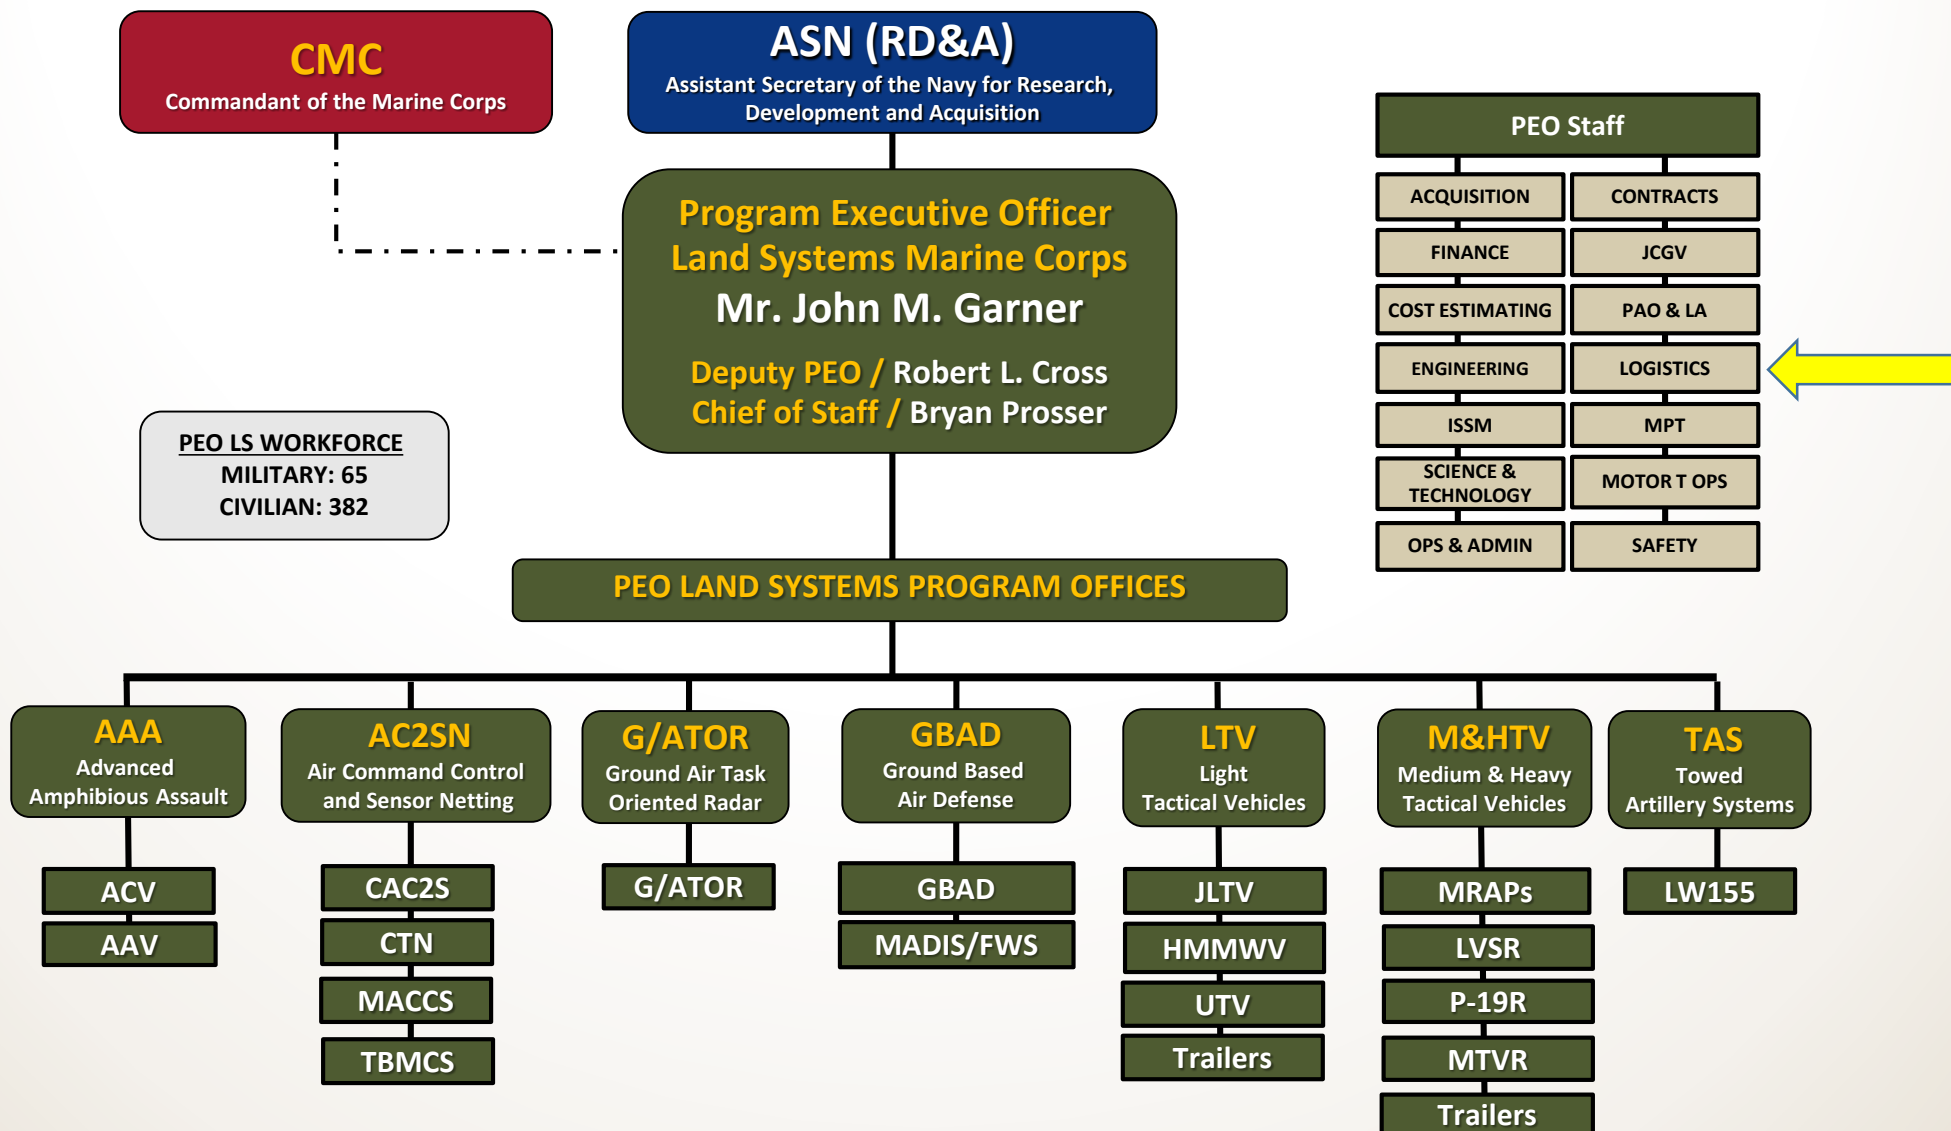 CMC
Commandant of the Marine Corps
ASN (RD&A)
Assistant Secretary of the Navy for Research,
Development and Acquisition
Program Executive Officer
Land Systems Marine Corps
Mr. John M. Garner
Deputy PEO / Robert L. Cross
Chief of Staff / Bryan Prosser
PEO Staff
ACQUISITION
CONTRACTS
FINANCE
JCGV
COST ESTIMATING
PAO & LA
ENGINEERING
LOGISTICS
ISSM
MPT
SCIENCE &
TECHNOLOGY
MOTOR T OPS
OPS & ADMIN
SAFETY
PEO LS WORKFORCE
MILITARY: 65
CIVILIAN: 382
PEO LAND SYSTEMS PROGRAM OFFICES
AAA
Advanced
Amphibious Assault
ACV
AAV
AC2SN
Air Command Control
and Sensor Netting
CAC2S
CTN
MACCS
TBMCS
G/ATOR
Ground Air Task
Oriented Radar
G/ATOR
GBAD
Ground Based
Air Defense
GBAD
MADIS/FWS
LTV
Light
Tactical Vehicles
JLTV
HMMWV
UTV
Trailers
M&HTV
Medium & Heavy
Tactical Vehicles
MRAPs
LVSR
P-19R
MTVR
Trailers
TAS
Towed
Artillery Systems
LW155